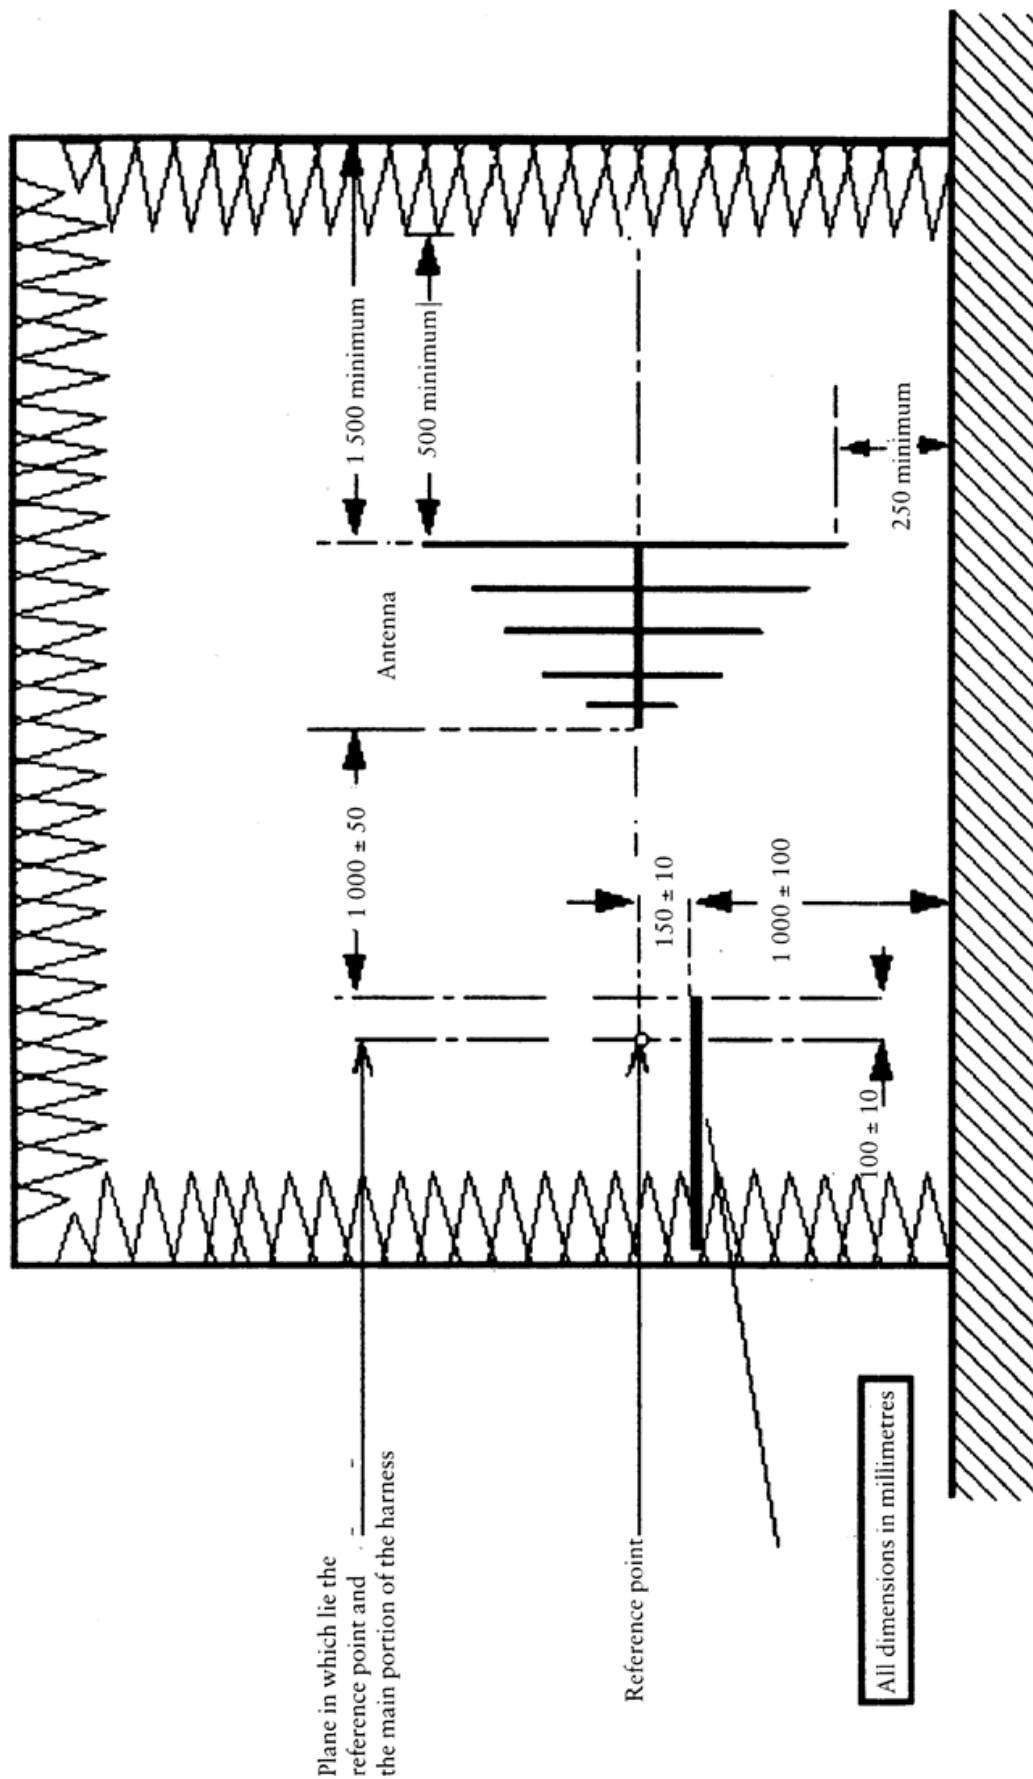 1 500 minimum
500 minimum
250 minimum
Antenna
1 000 ± 50
150 ± 10
1 000 ± 100
100 ± 10
Plane in which lie the
reference point and
the main portion of the harness
Reference point
All dimensions in millimetres